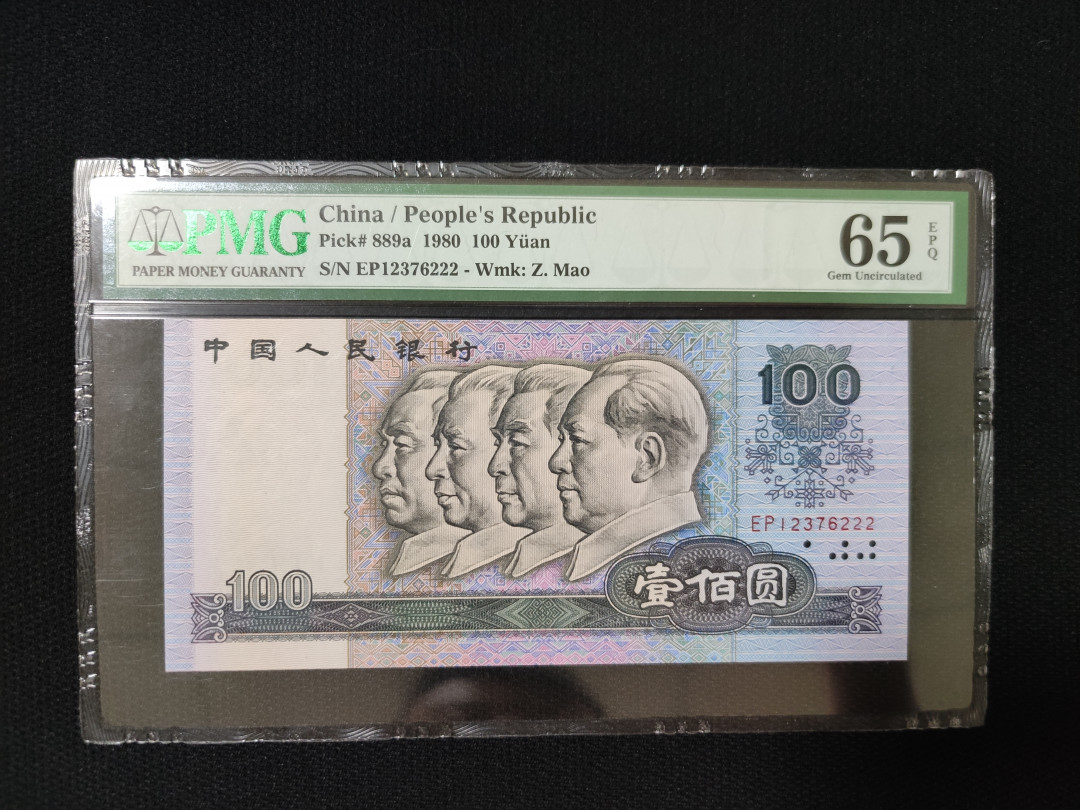 PMG
PAPER MONEY GUARANTY
China / People's Republic
Pick# 889a 1980 100 Yüan
S/N EP12376222 - Wmk: Z. Mao
65
EPQ
Gem Uncirculated
中国人民银行
100
EP12376222
100
壹佰圆